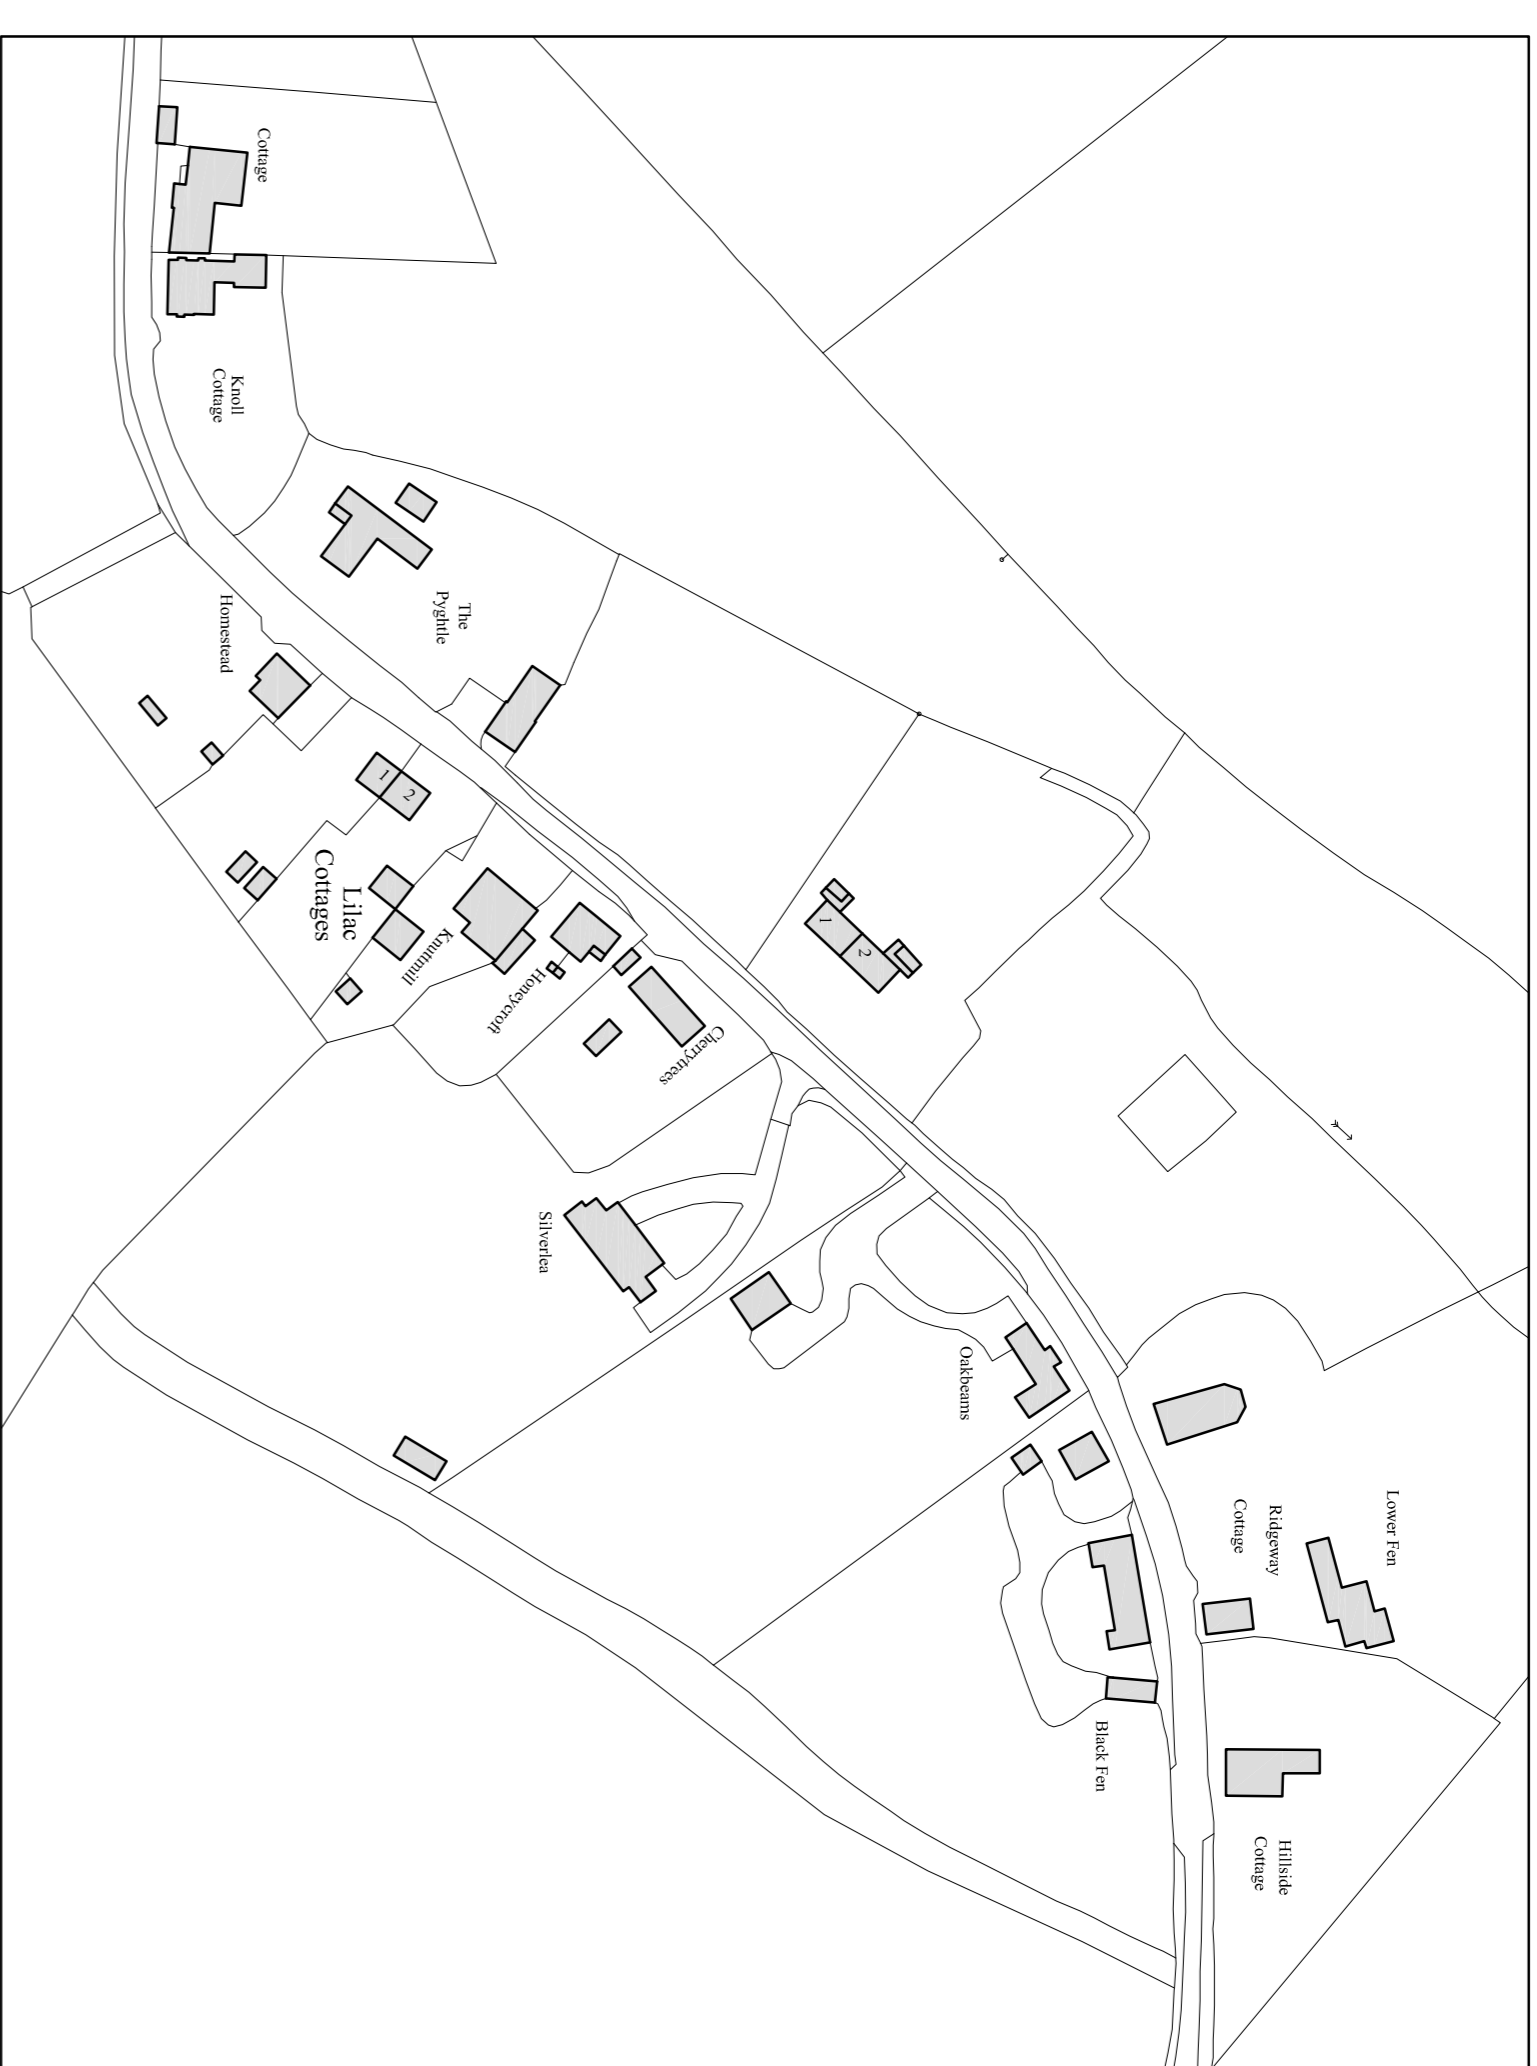 Cottage
Knoll
Cottage
The
Pyghtle
Homestead
1
2
Lilac
Cottages
Knuttmill
Honeycroft
Cherrytrees
1
2
Silverlea
Oakbeams
Lower Fen
Ridgeway
Cottage
Black Fen
Hillside
Cottage